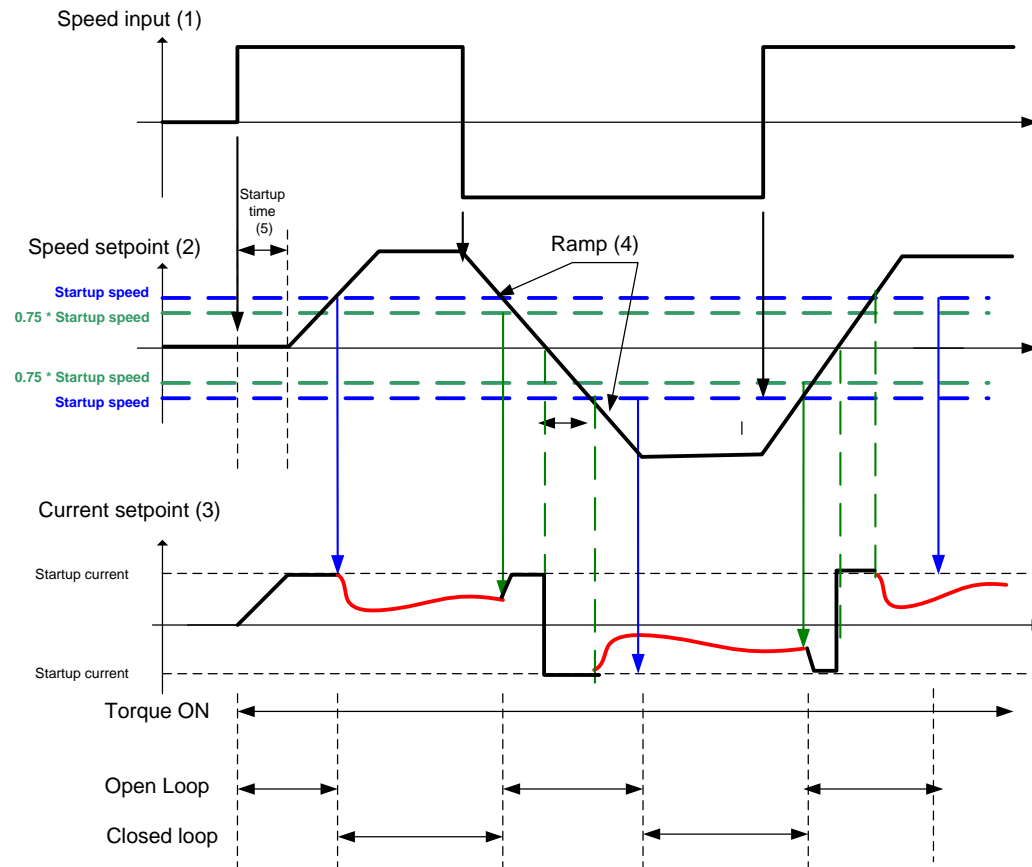 Speed input (1)
Startup
time
(5)
Speed setpoint (2)
Ramp (4)
Startup speed
0.75 * Startup speed
0.75 * Startup speed
Startup speed
Current setpoint (3)
Startup current
Startup current
Torque ON
Open Loop
Closed loop